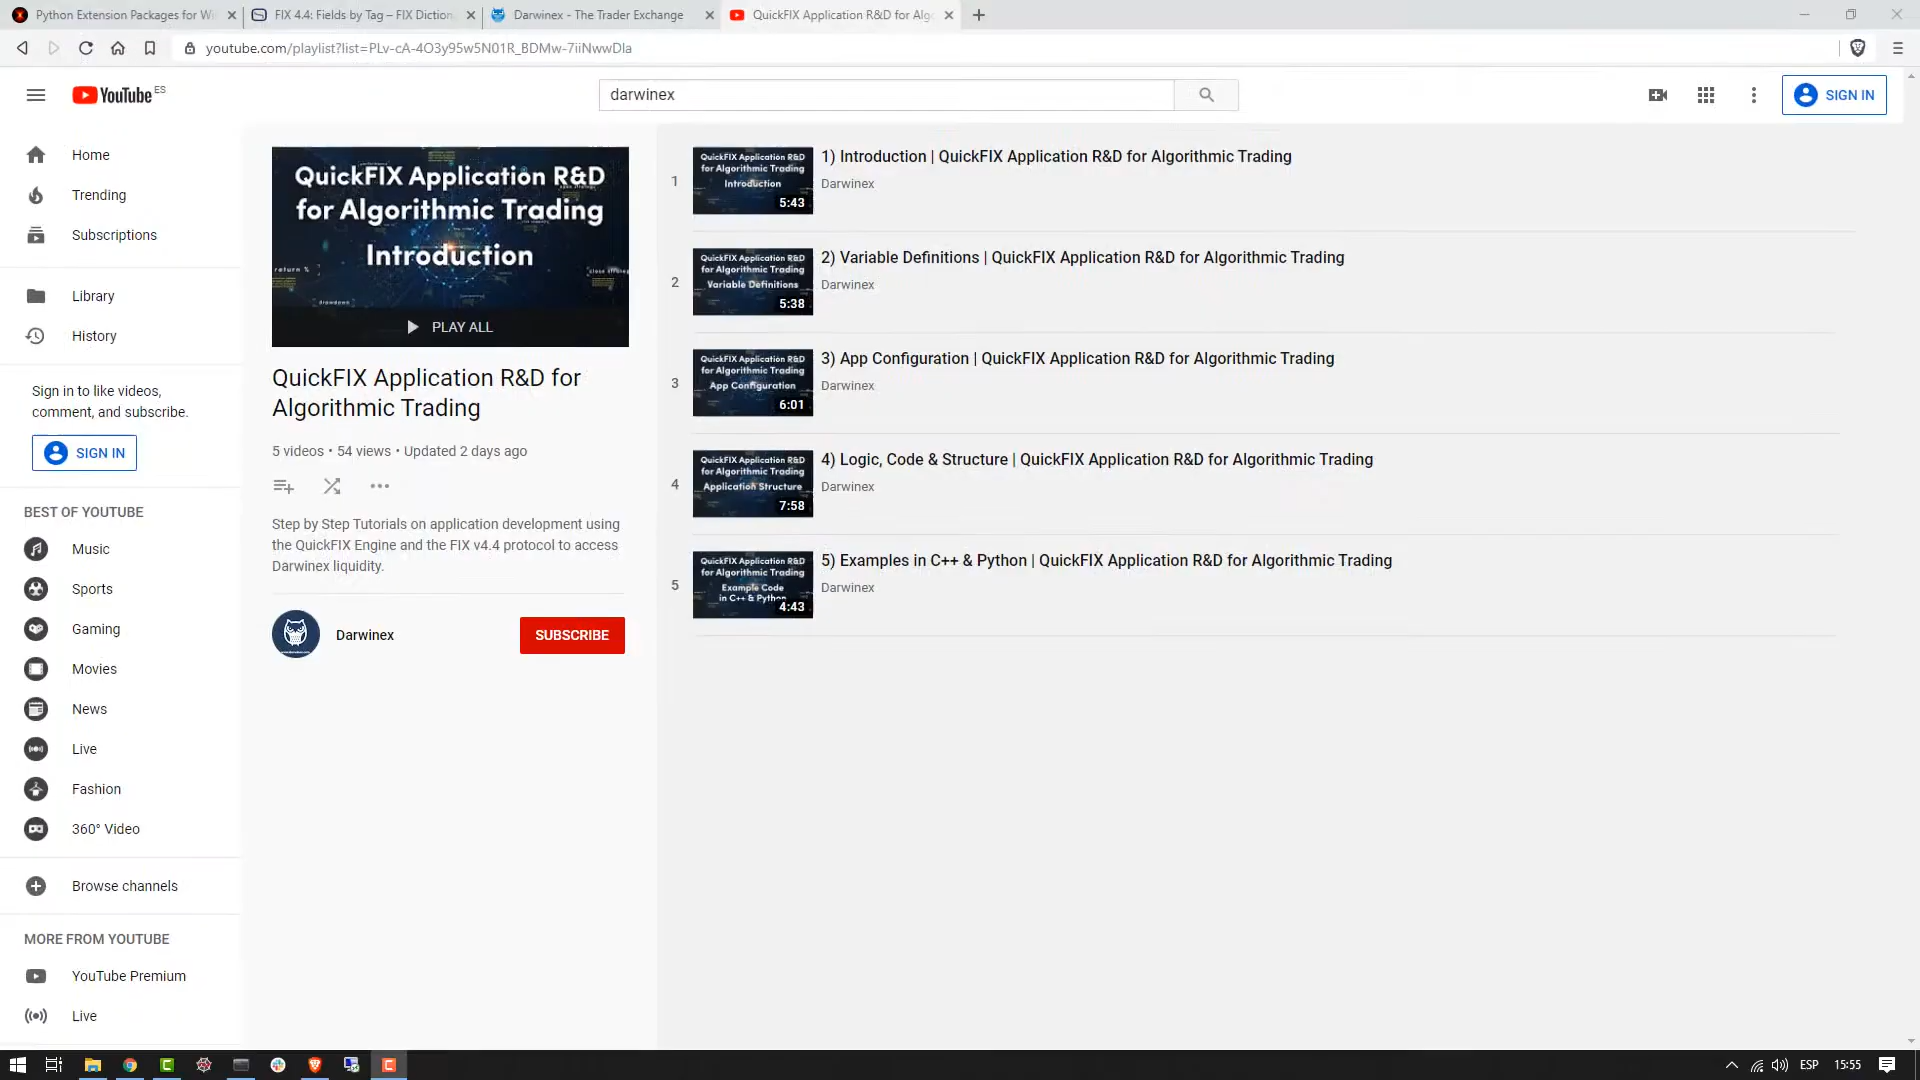 Python Extension Packages for Wi
FIX 4.4: Fields by Tag – FIX Diction
Darwinex - The Trader Exchange
QuickFIX Application R&D for Alg
youtube.com/playlist?list=PLv-cA-4O3y95w5N01R_BDMw-7iiNwwDla
YouTube ES
darwinex
SIGN IN
Home
Trending
Subscriptions
Library
History
Sign in to like videos,
comment, and subscribe.
SIGN IN
BEST OF YOUTUBE
Music
Sports
Gaming
Movies
News
Live
Fashion
360° Video
Browse channels
MORE FROM YOUTUBE
YouTube Premium
Live
QuickFIX Application R&D
for Algorithmic Trading
Introduction
return %
drawdown
PLAY ALL
QuickFIX Application R&D for
Algorithmic Trading
5 videos • 54 views • Updated 2 days ago
Step by Step Tutorials on application development using
the QuickFIX Engine and the FIX v4.4 protocol to access
Darwinex liquidity.
Darwinex
SUBSCRIBE
1
QuickFIX Application R&D
for Algorithmic Trading
Introduction
5:43
1) Introduction | QuickFIX Application R&D for Algorithmic Trading
Darwinex
2
QuickFIX Application R&D
for Algorithmic Trading
Variable Definitions
5:38
2) Variable Definitions | QuickFIX Application R&D for Algorithmic Trading
Darwinex
3
QuickFIX Application R&D
for Algorithmic Trading
App Configuration
6:01
3) App Configuration | QuickFIX Application R&D for Algorithmic Trading
Darwinex
4
QuickFIX Application R&D
for Algorithmic Trading
Application Structure
7:58
4) Logic, Code & Structure | QuickFIX Application R&D for Algorithmic Trading
Darwinex
5
QuickFIX Application R&D
for Algorithmic Trading
Example Code
in C++ & Python
4:43
5) Examples in C++ & Python | QuickFIX Application R&D for Algorithmic Trading
Darwinex
ESP
15:55